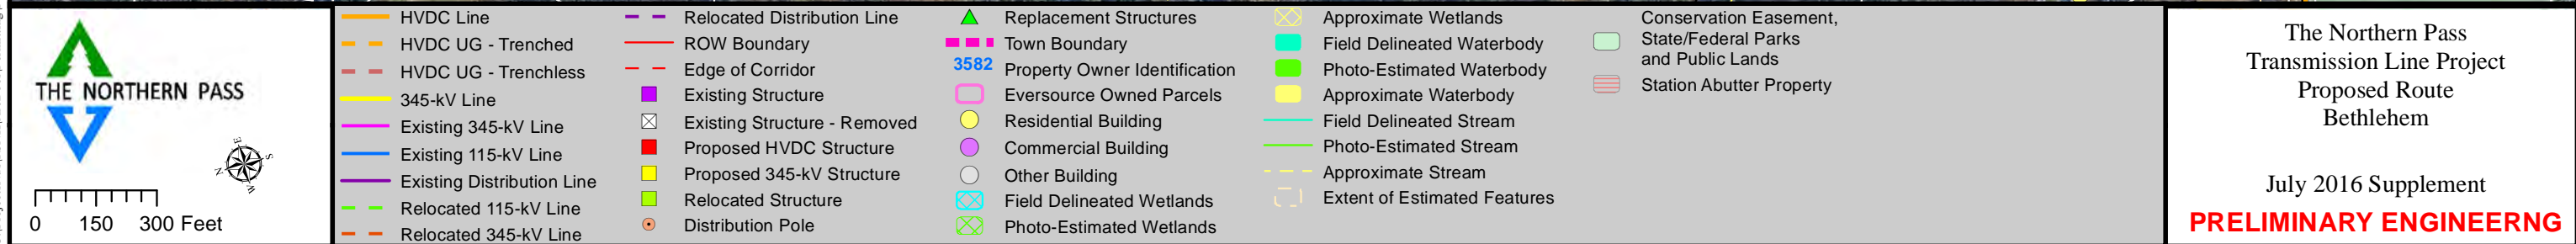 THE NORTHERN PASS
N
E
S
W
0 150 300 Feet
HVDC Line
HVDC UG - Trenched
HVDC UG - Trenchless
345-kV Line
Existing 345-kV Line
Existing 115-kV Line
Existing Distribution Line
Relocated 115-kV Line
Relocated 345-kV Line
Relocated Distribution Line
ROW Boundary
Edge of Corridor
Existing Structure
Existing Structure - Removed
Proposed HVDC Structure
Proposed 345-kV Structure
Relocated Structure
Distribution Pole
Replacement Structures
Town Boundary
3582 Property Owner Identification
Eversource Owned Parcels
Residential Building
Commercial Building
Other Building
Field Delineated Wetlands
Photo-Estimated Wetlands
Approximate Wetlands
Field Delineated Waterbody
Photo-Estimated Waterbody
Approximate Waterbody
Field Delineated Stream
Photo-Estimated Stream
Approximate Stream
Extent of Estimated Features
Conservation Easement,
State/Federal Parks
and Public Lands
Station Abutter Property
The Northern Pass
Transmission Line Project
Proposed Route
Bethlehem
July 2016 Supplement
PRELIMINARY ENGINEERNG